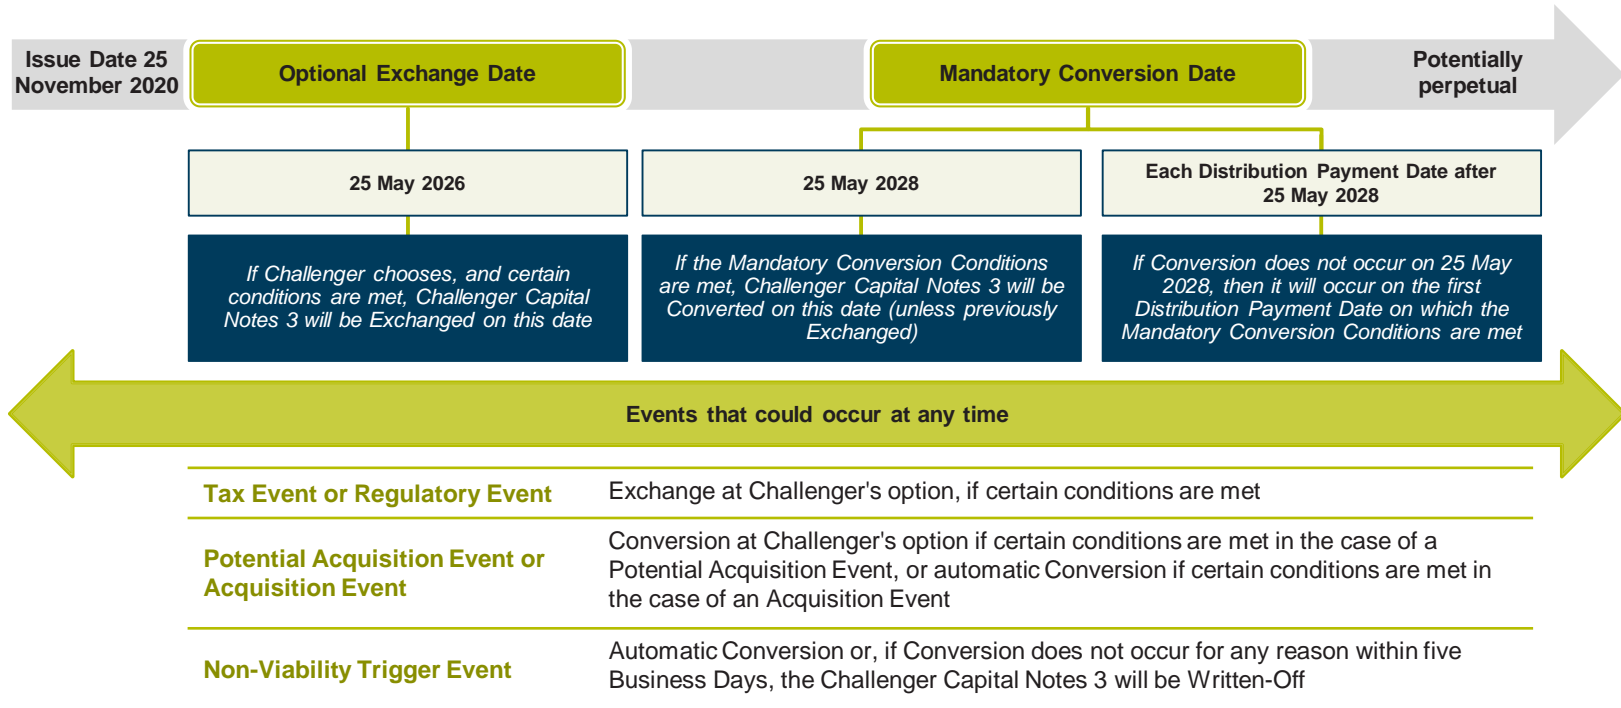 Issue Date 25
November 2020
Optional Exchange Date
Mandatory Conversion Date
Potentially
perpetual
25 May 2026
25 May 2028
Each Distribution Payment Date after
25 May 2028
If Challenger chooses, and certain
conditions are met, Challenger Capital
Notes 3 will be Exchanged on this date
If the Mandatory Conversion Conditions
are met, Challenger Capital Notes 3 will be
Converted on this date (unless previously
Exchanged)
If Conversion does not occur on 25 May
2028, then it will occur on the first
Distribution Payment Date on which the
Mandatory Conversion Conditions are met
Events that could occur at any time
Tax Event or Regulatory Event
Exchange at Challenger's option, if certain conditions are met
Potential Acquisition Event or
Acquisition Event
Conversion at Challenger's option if certain conditions are met in the case of a
Potential Acquisition Event, or automatic Conversion if certain conditions are met in
the case of an Acquisition Event
Non-Viability Trigger Event
Automatic Conversion or, if Conversion does not occur for any reason within five
Business Days, the Challenger Capital Notes 3 will be Written-Off